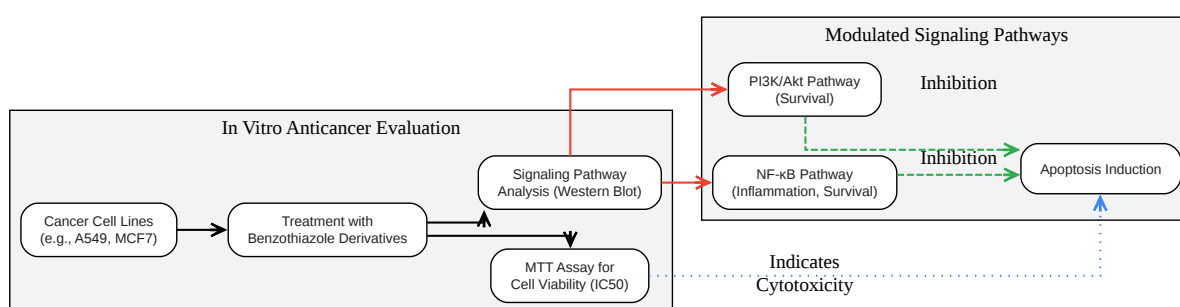 Modulated Signaling Pathways
PI3K/Akt Pathway
(Survival)
Inhibition
In Vitro Anticancer Evaluation
Signaling Pathway
Analysis (Western Blot)
NF-κB Pathway
(Inflammation, Survival)
Inhibition
Apoptosis Induction
Cancer Cell Lines
(e.g., A549, MCF7)
Treatment with
Benzothiazole Derivatives
MTT Assay for
Cell Viability (IC50)
Indicates
Cytotoxicity